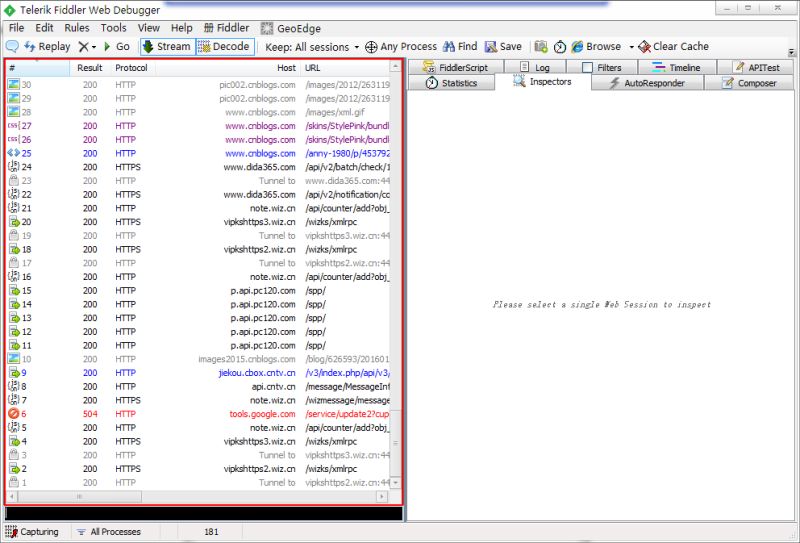 Telerik Fiddler Web Debugger
File Edit Rules Tools View Help Fiddler GeoEdge
Replay Go Stream Decode Keep: All sessions Any Process Find Save Browse Clear Cache
FiddlerScript Log Filters Timeline APITest
Statistics Inspectors AutoResponder Composer
# Result Protocol Host URL
30 200 HTTP pic002.cnblogs.com /images/2012/263119
29 200 HTTP pic002.cnblogs.com /images/2012/263119
28 200 HTTP www.cnblogs.com /images/xml.gif
27 200 HTTP www.cnblogs.com /skins/StylePink/bundl
26 200 HTTP www.cnblogs.com /skins/StylePink/bundl
25 200 HTTP www.cnblogs.com /anny-1980/p/453792
24 200 HTTPS www.dida365.com /api/v2/batch/check/1
23 200 HTTP Tunnel to www.dida365.com:44
22 200 HTTPS www.dida365.com /api/v2/notification/co
21 200 HTTP note.wiz.cn /api/counter/add?obj_
20 200 HTTPS vipkshttps3.wiz.cn /wizks/xmlrpc
19 200 HTTP Tunnel to vipkshttps3.wiz.cn:44
18 200 HTTPS vipkshttps2.wiz.cn /wizks/xmlrpc
17 200 HTTP Tunnel to vipkshttps2.wiz.cn:44
16 200 HTTP note.wiz.cn /api/counter/add?obj_
15 200 HTTP p.api.pc120.com /spp/
14 200 HTTP p.api.pc120.com /spp/
13 200 HTTP p.api.pc120.com /spp/
12 200 HTTP p.api.pc120.com /spp/
11 200 HTTP p.api.pc120.com /spp/
10 200 HTTP images2015.cnblogs.com /blog/626593/201601
9 200 HTTP jiekou.cbox.cntv.cn /v3/index.php/api/v3/
8 200 HTTP api.cntv.cn /message/MessageInf
7 200 HTTP note.wiz.cn /wizmessage/message
6 504 HTTP tools.google.com /service/update2?cup
5 200 HTTP note.wiz.cn /api/counter/add?obj_
4 200 HTTPS vipkshttps3.wiz.cn /wizks/xmlrpc
3 200 HTTP Tunnel to vipkshttps3.wiz.cn:44
2 200 HTTPS vipkshttps2.wiz.cn /wizks/xmlrpc
1 200 HTTP Tunnel to vipkshttps2.wiz.cn:44
Please select a single Web Session to inspect
Capturing All Processes 181